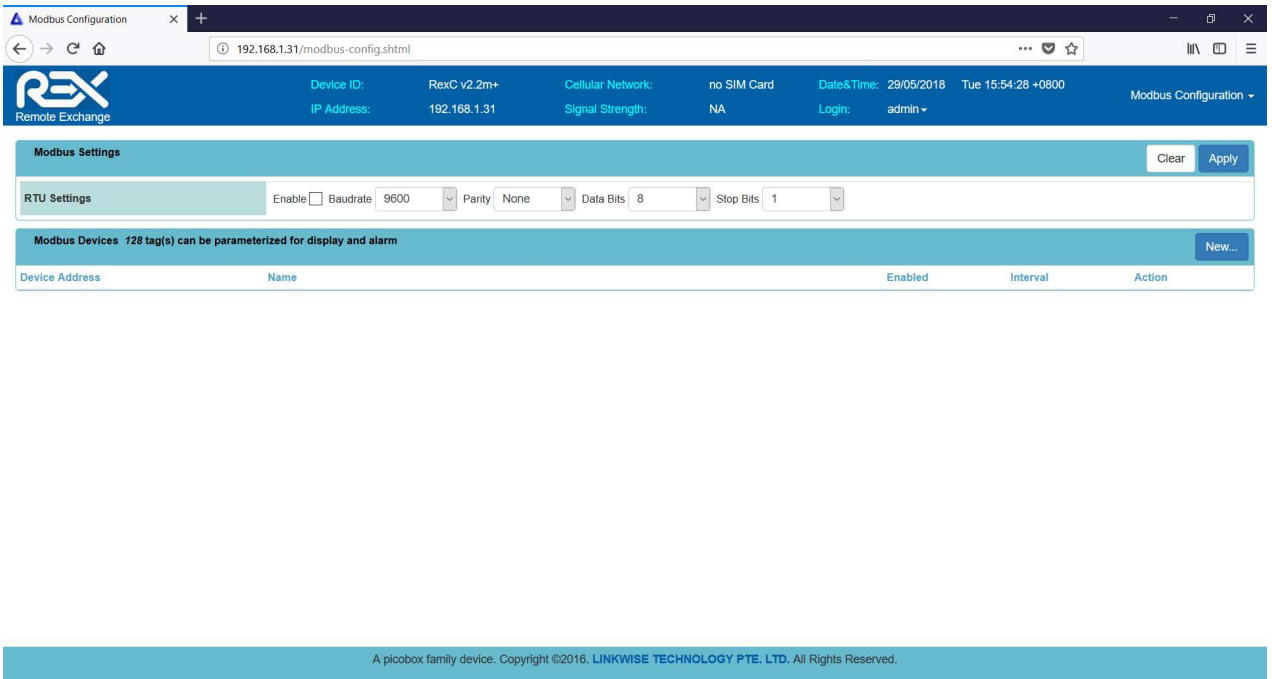 Modbus Configuration
192.168.1.31/modbus-config.shtml
REX
Remote Exchange
Device ID: RexC v2.2m+ Cellular Network: no SIM Card Date&Time: 29/05/2018 Tue 15:54:28 +0800
IP Address: 192.168.1.31 Signal Strength: NA Login: admin
Modbus Configuration
Modbus Settings Clear Apply
RTU Settings Enable Baudrate 9600 Parity None Data Bits 8 Stop Bits 1
Modbus Devices 128 tag(s) can be parameterized for display and alarm New...
Device Address Name Enabled Interval Action
A picobox family device. Copyright ©2016. LINKWISE TECHNOLOGY PTE. LTD. All Rights Reserved.